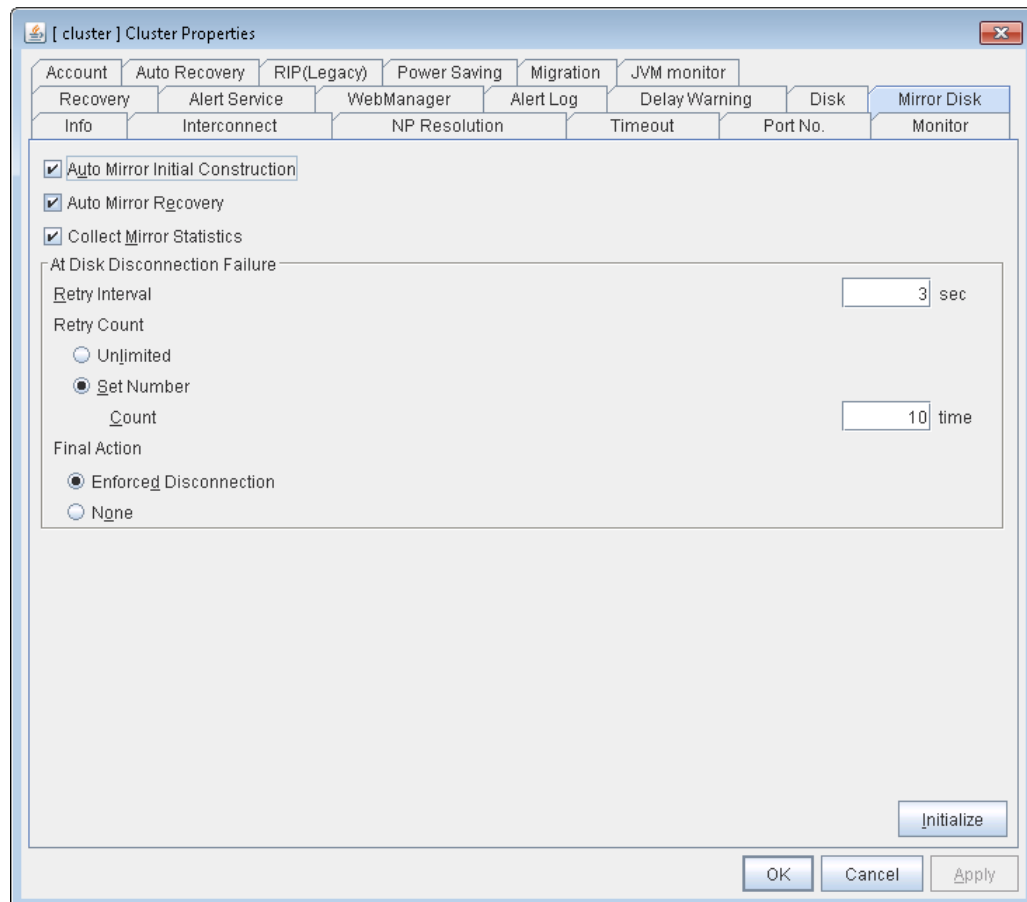 [ cluster ] Cluster Properties
Account Auto Recovery RIP(Legacy) Power Saving Migration JVM monitor
Recovery Alert Service WebManager Alert Log Delay Warning Disk Mirror Disk
Info Interconnect NP Resolution Timeout Port No. Monitor
Auto Mirror Initial Construction
Auto Mirror Recovery
Collect Mirror Statistics
At Disk Disconnection Failure
Retry Interval 3 sec
Retry Count
Unlimited
Set Number
Count 10 time
Final Action
Enforced Disconnection
None
Initialize
OK Cancel Apply